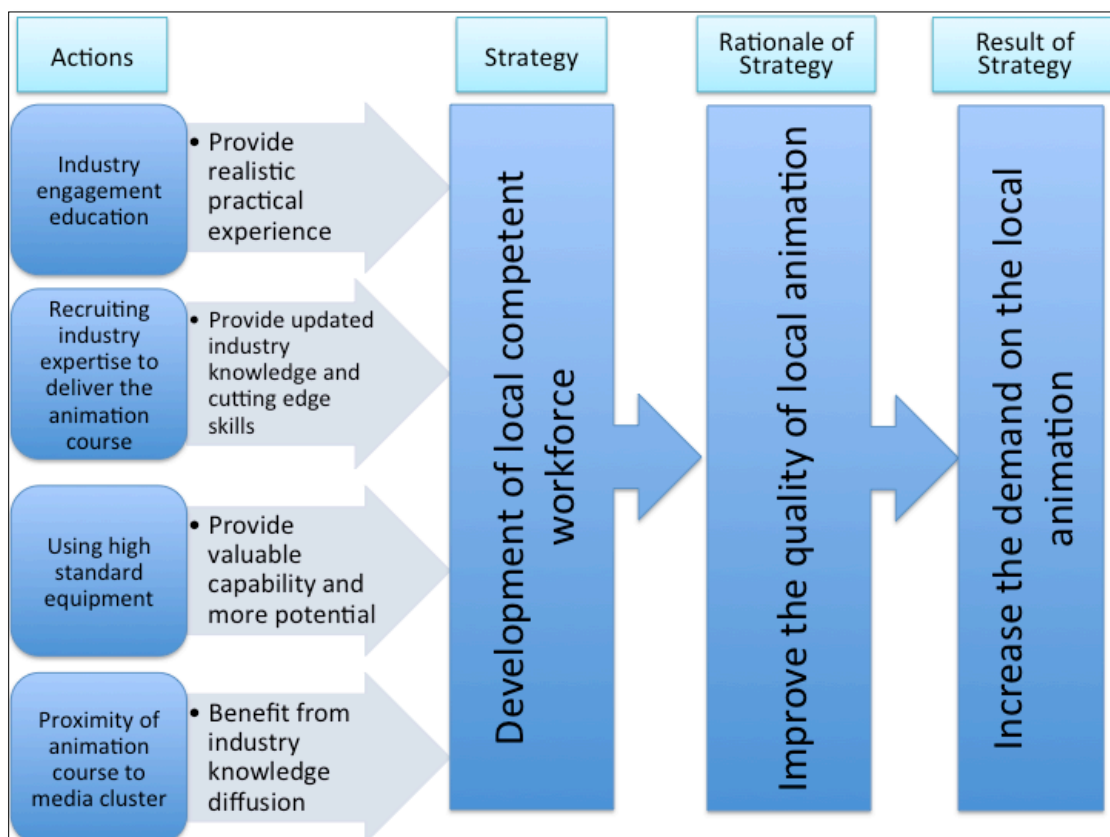 Actions
Strategy
Rationale of
Strategy
Result of
Strategy
Industry
engagement
education
• Provide
realistic
practical
experience
Recruiting
industry
expertise to
deliver the
animation
course
• Provide updated
industry
knowledge and
cutting edge
skills
Using high
standard
equipment
• Provide
valuable
capability and
more potential
Proximity of
animation
course to
media cluster
• Benefit from
industry
knowledge
diffusion
Development of local competent
workforce
Improve the quality of local animation
Increase the demand on the local
animation